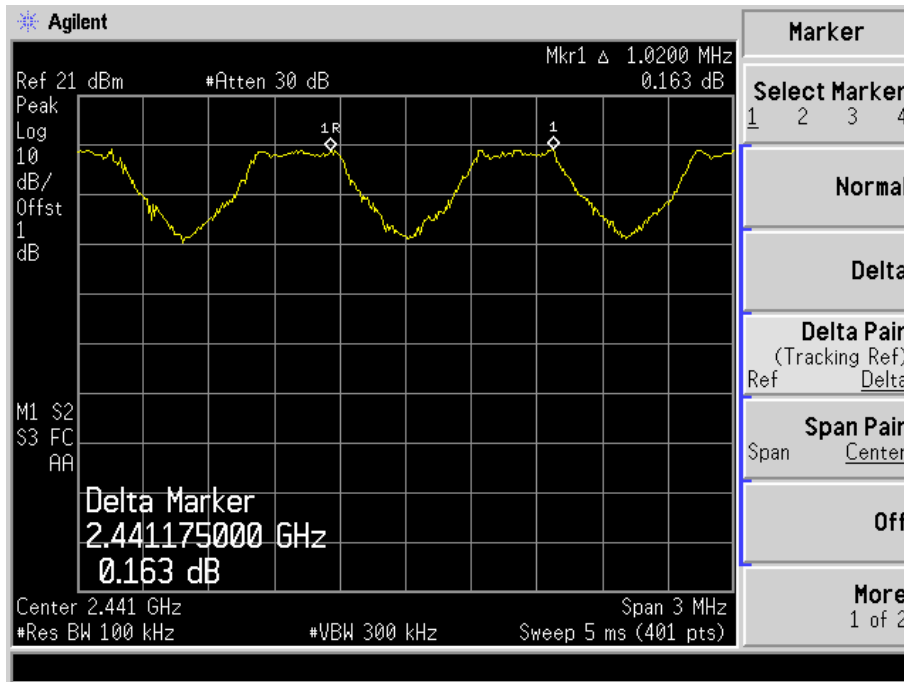 Agilent
Marker
Mkr1 Δ 1.0200 MHz
Ref 21 dBm #Atten 30 dB 0.163 dB
Peak
Log
10
dB/
Offst
1
dB
1R
1
Select Marker
1 2 3 4
Normal
Delta
Delta Pair
(Tracking Ref)
Ref Delta
Span Pair
Span Center
Off
More
1 of 2
M1 S2
S3 FC
AA
Delta Marker
2.441175000 GHz
0.163 dB
Center 2.441 GHz Span 3 MHz
#Res BW 100 kHz #VBW 300 kHz Sweep 5 ms (401 pts)